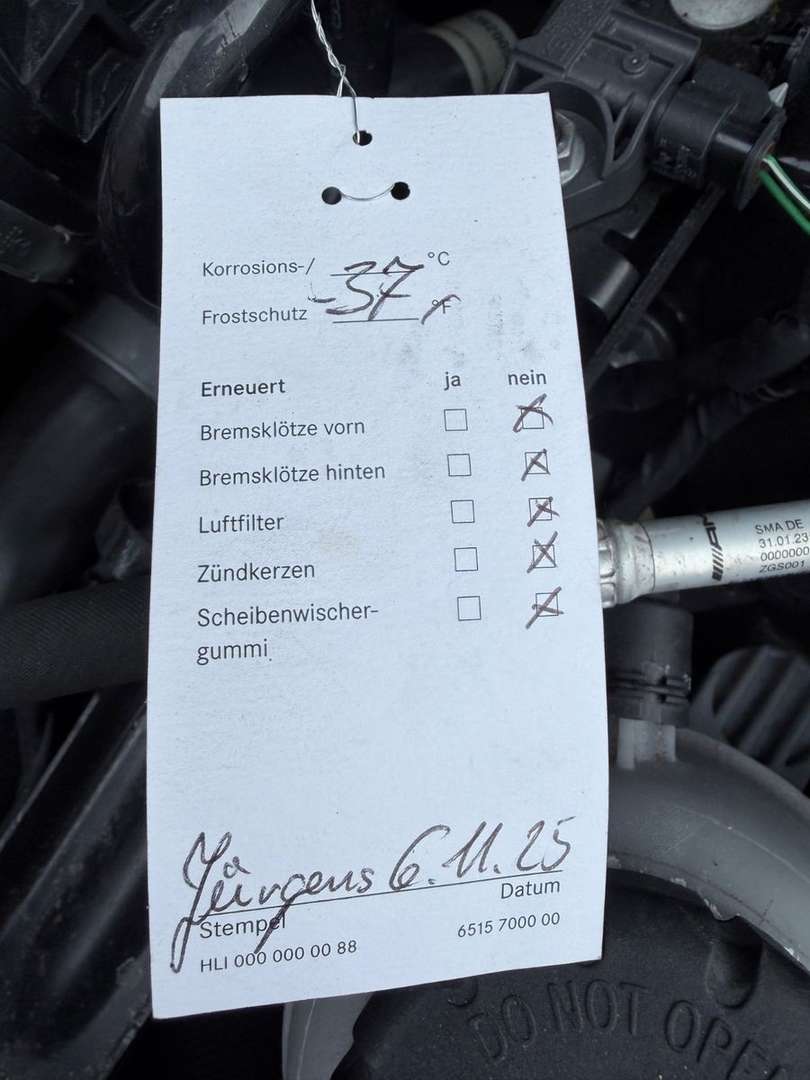 Korrosions-/ °C
-37
Frostschutz °F
Erneuert ja nein
Bremsklötze vorn
Bremsklötze hinten
Luftfilter
Zündkerzen
Scheibenwischer-
gummi
Jürgens 6.11.25
Stempel Datum
HLI 000 000 00 88 6515 7000 00
SMA DE
31.01.23
0000000
ZGS001
DO NOT OPE